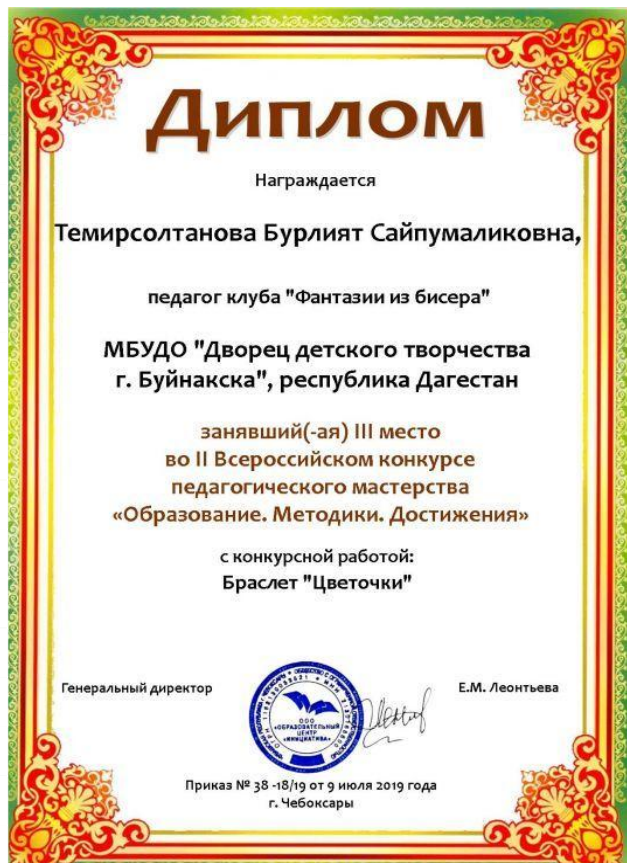 Диплом
Награждается
Темирсолтанова Бурлият Сайпумаликовна,
педагог клуба "Фантазии из бисера"
МБУДО "Дворец детского творчества
г. Буйнакска", республика Дагестан
занявший(-ая) III место
во II Всероссийском конкурсе
педагогического мастерства
«Образование. Методики. Достижения»
с конкурсной работой:
Браслет "Цветочки"
Генеральный директор
ООО
«ОБРАЗОВАТЕЛЬНЫЙ
ЦЕНТР
«ИНИЦИАТИВА»
Е.М. Леонтьева
Приказ № 38 -18/19 от 9 июля 2019 года
г. Чебоксары